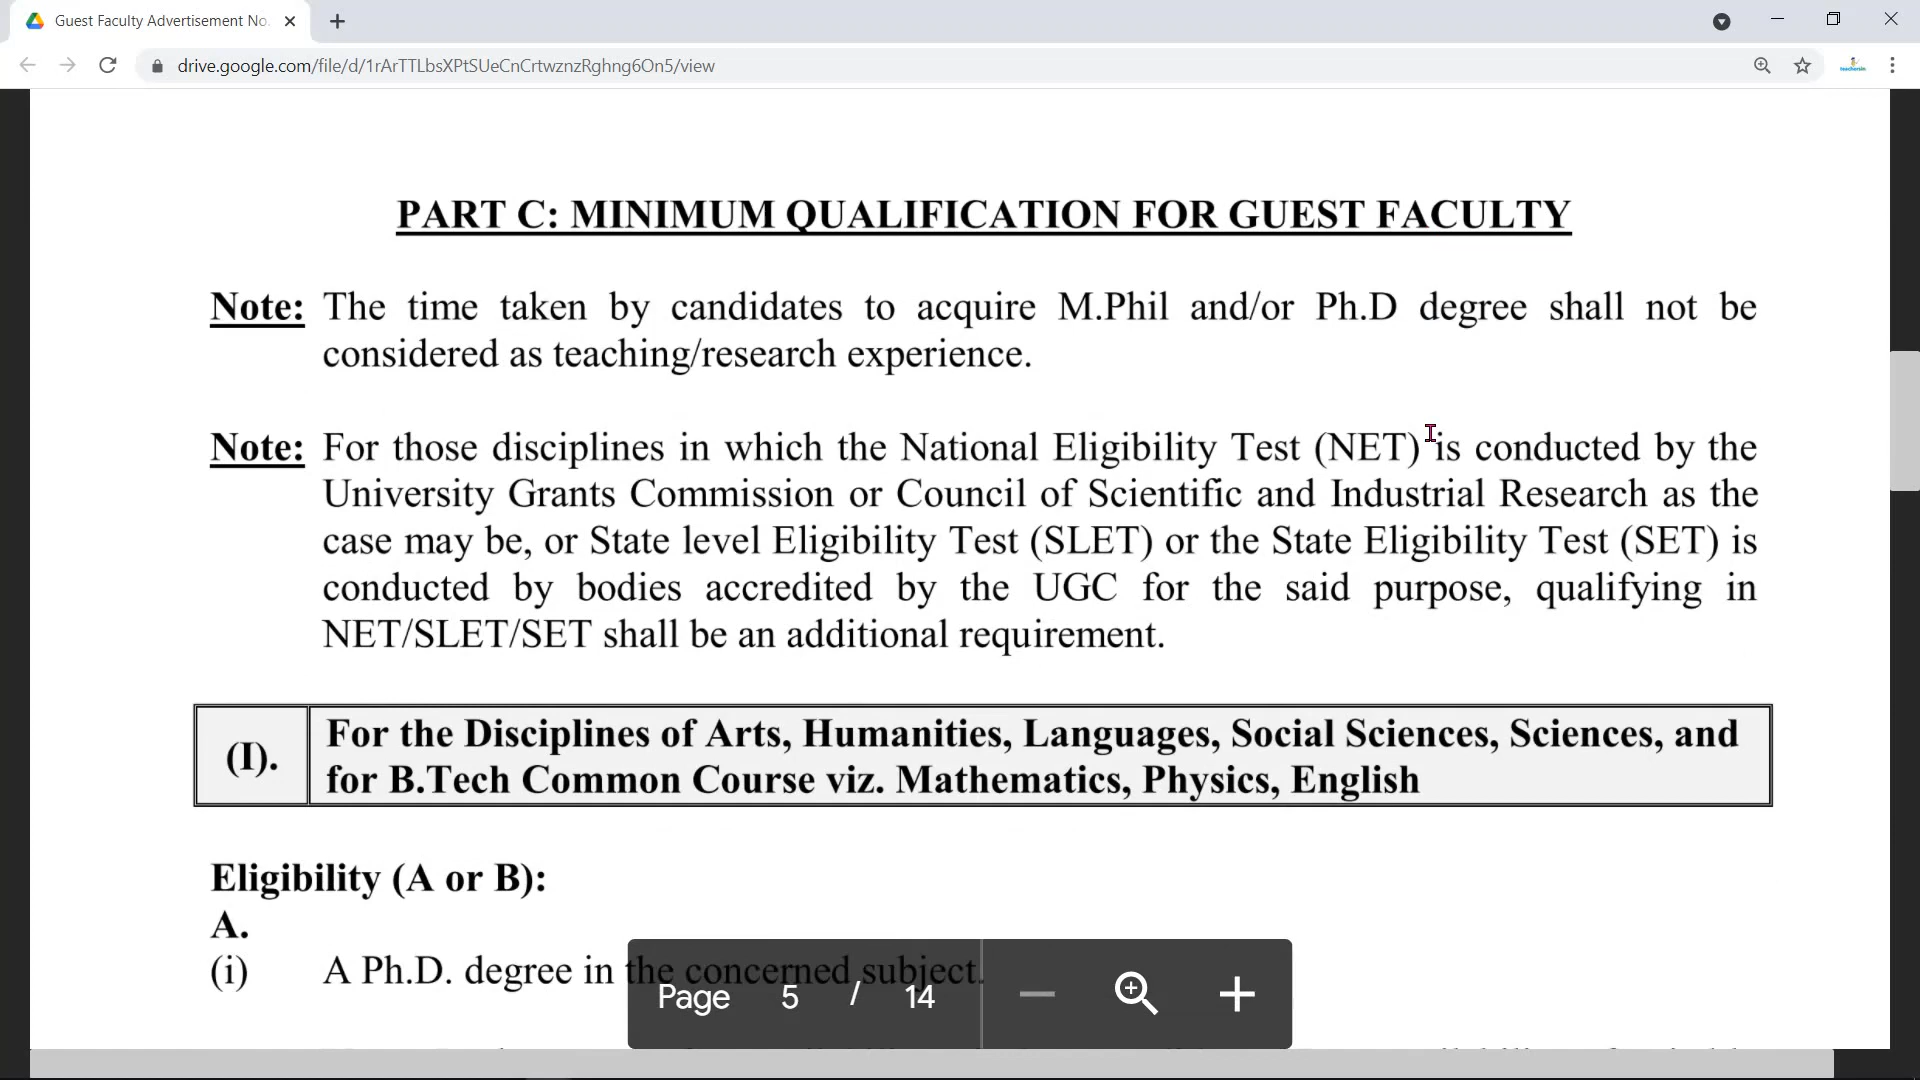 Guest Faculty Advertisement No.
drive.google.com/file/d/1rArTTLbsXPtSUeCnCrtwznzRghng6On5/view
PART C: MINIMUM QUALIFICATION FOR GUEST FACULTY
Note: The time taken by candidates to acquire M.Phil and/or Ph.D degree shall not be
considered as teaching/research experience.
Note: For those disciplines in which the National Eligibility Test (NET) is conducted by the
University Grants Commission or Council of Scientific and Industrial Research as the
case may be, or State level Eligibility Test (SLET) or the State Eligibility Test (SET) is
conducted by bodies accredited by the UGC for the said purpose, qualifying in
NET/SLET/SET shall be an additional requirement.
(I). For the Disciplines of Arts, Humanities, Languages, Social Sciences, Sciences, and
for B.Tech Common Course viz. Mathematics, Physics, English
Eligibility (A or B):
A.
(i) A Ph.D. degree in the concerned subject.
Page 5 / 14